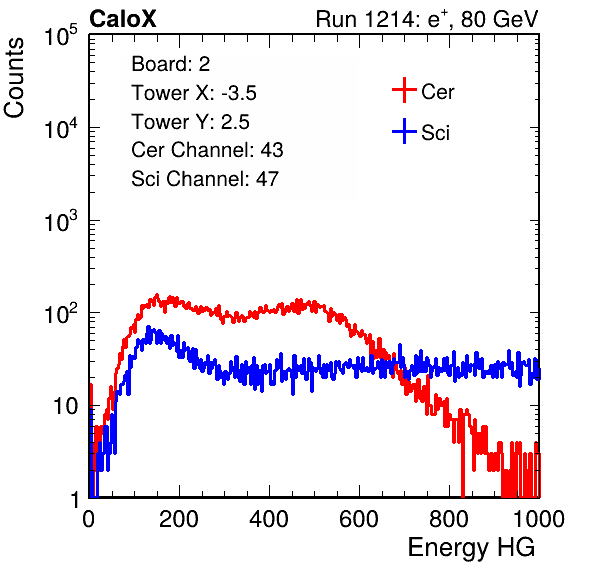 CaloX Run 1214: e⁺, 80 GeV
Counts
Board: 2
Tower X: -3.5
Tower Y: 2.5
Cer Channel: 43
Sci Channel: 47
Cer
Sci
10⁵
10⁴
10³
10²
10
1
0 200 400 600 800 1000
Energy HG